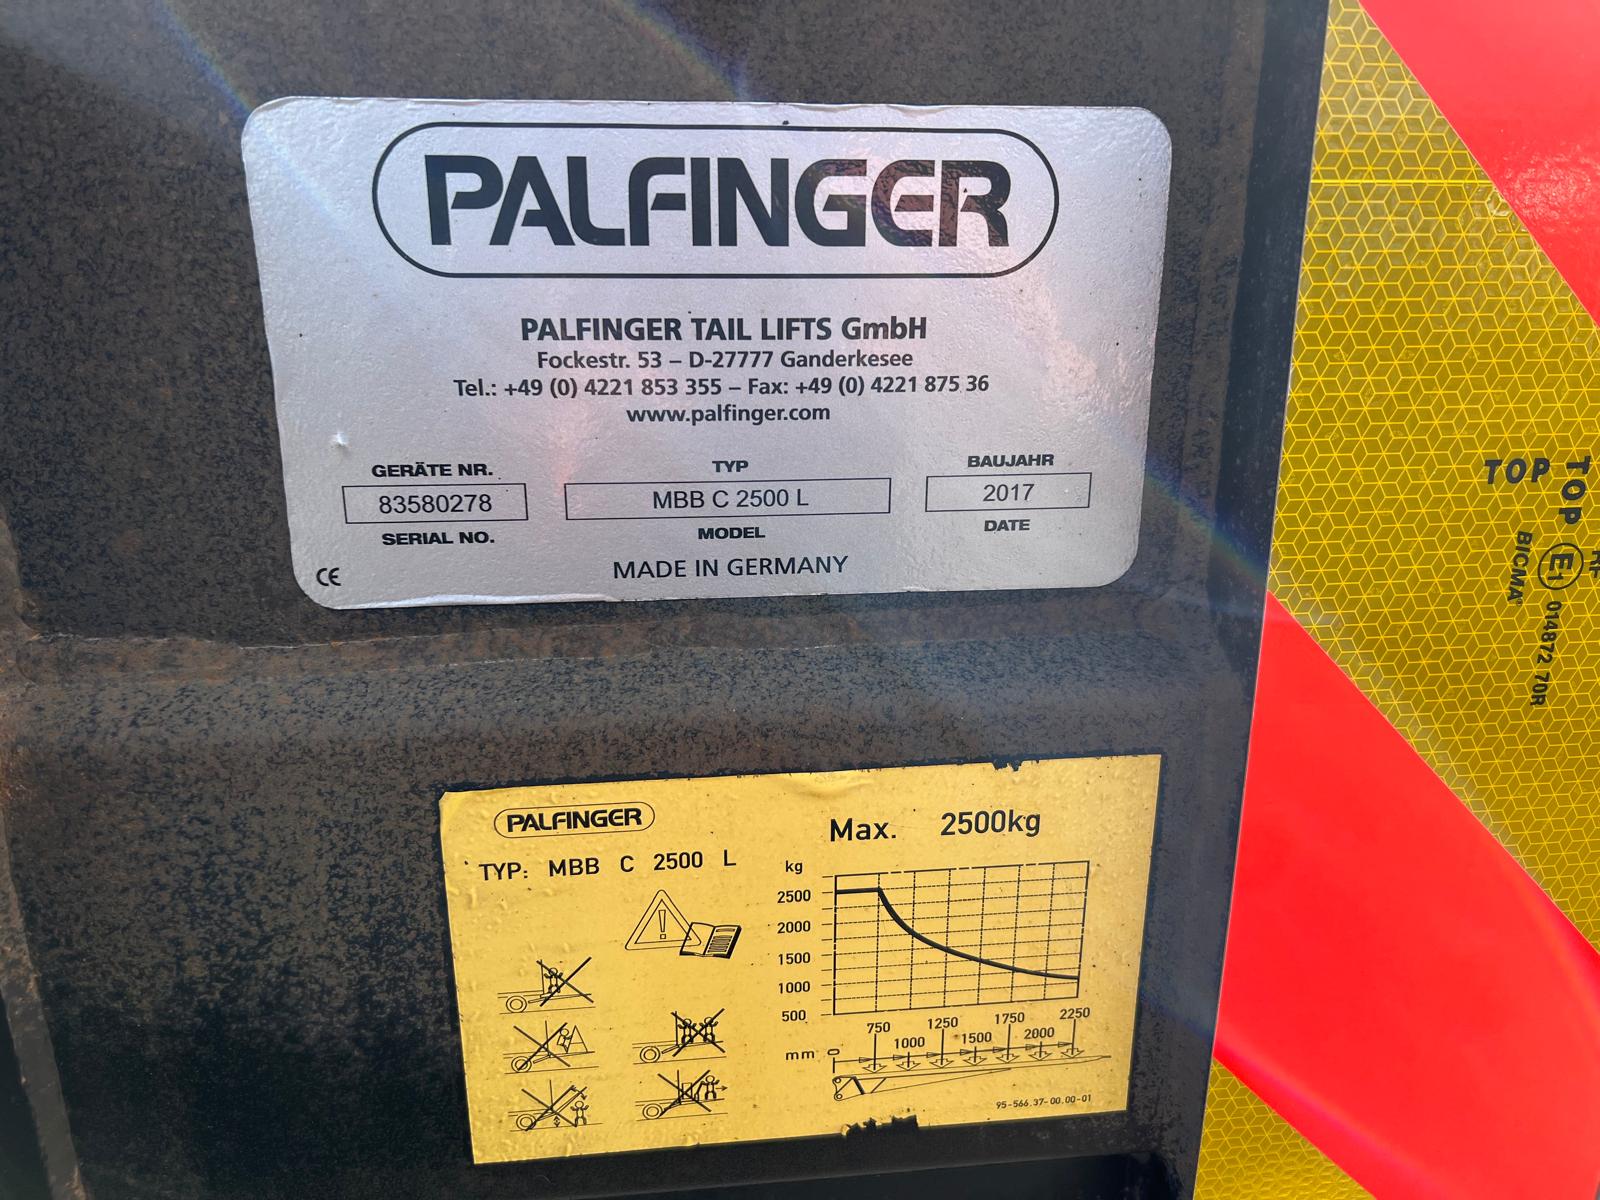 PALFINGER
PALFINGER TAIL LIFTS GmbH
Fockestr. 53 – D-27777 Ganderkesee
Tel.: +49 (0) 4221 853 355 – Fax: +49 (0) 4221 875 36
www.palfinger.com
GERÄTE NR. TYP BAUJAHR
83580278 MBB C 2500 L 2017
SERIAL NO. MODEL DATE
CE MADE IN GERMANY
PALFINGER
TYP: MBB C 2500 L
Max. 2500kg
kg
2500
2000
1500
1000
500
750 1250 1750 2250
1000 1500 2000
mm 0
95-566.37-00.00-01
TOP TOP
BICMA E1
014872 70R